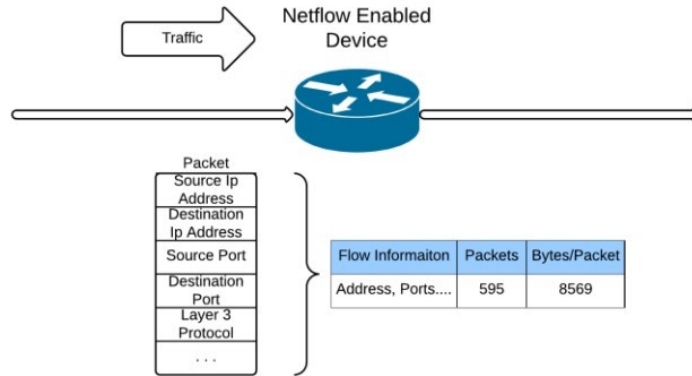 Traffic
Netflow Enabled
Device
Packet
Source Ip
Address
Destination
Ip Address
Source Port
Destination
Port
Layer 3
Protocol
. . .
Flow Informaiton Packets Bytes/Packet
Address, Ports.... 595 8569